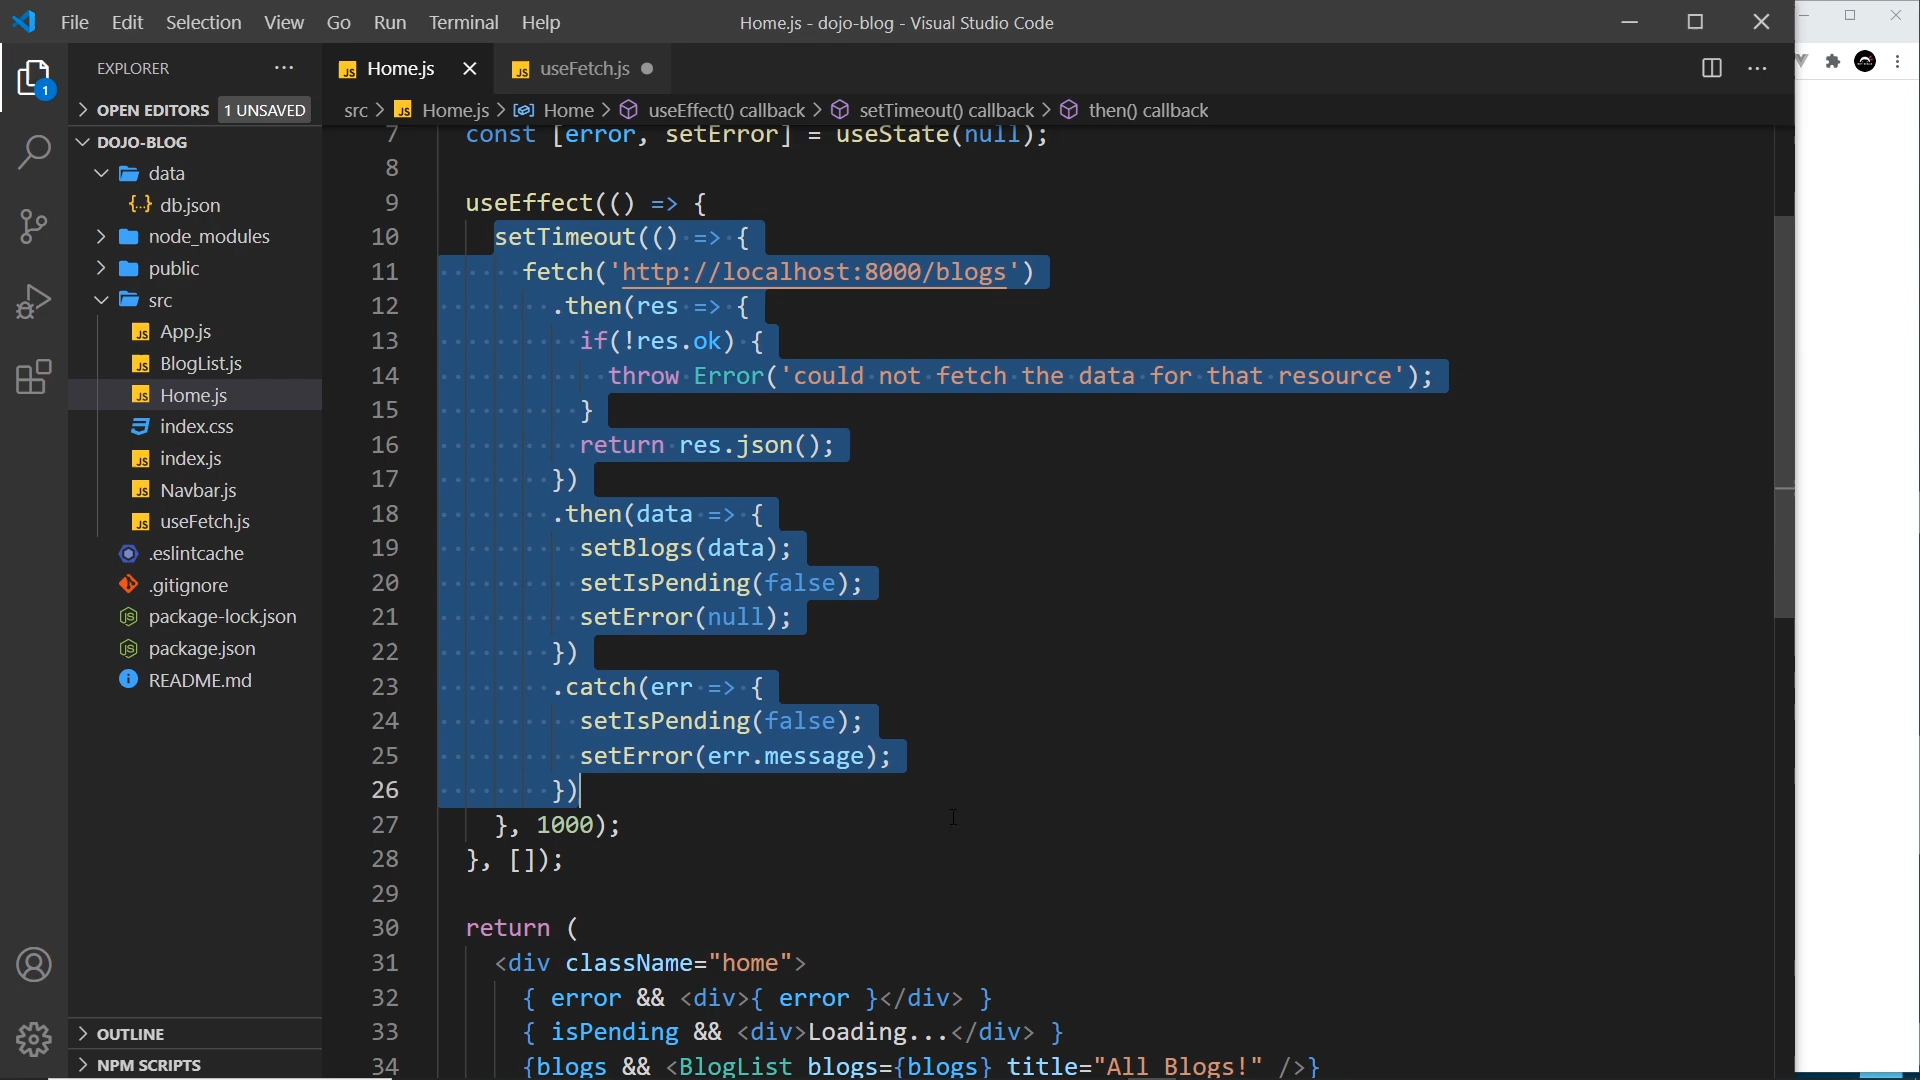 File Edit Selection View Go Run Terminal Help
Home.js - dojo-blog - Visual Studio Code
EXPLORER
OPEN EDITORS 1 UNSAVED
DOJO-BLOG
data
db.json
node_modules
public
src
App.js
BlogList.js
Home.js
index.css
index.js
Navbar.js
useFetch.js
.eslintcache
.gitignore
package-lock.json
package.json
README.md
OUTLINE
NPM SCRIPTS
1
Home.js
useFetch.js
src > Home.js > Home > useEffect() callback > setTimeout() callback > then() callback
7 const [error, setError] = useState(null);
8
9 useEffect(() => {
10 setTimeout(() => {
11 fetch('http://localhost:8000/blogs')
12 .then(res => {
13 if(!res.ok) {
14 throw Error('could not fetch the data for that resource');
15 }
16 return res.json();
17 })
18 .then(data => {
19 setBlogs(data);
20 setIsPending(false);
21 setError(null);
22 })
23 .catch(err => {
24 setIsPending(false);
25 setError(err.message);
26 })
27 }, 1000);
28 }, []);
29
30 return (
31 <div className="home">
32 { error && <div>{ error }</div> }
33 { isPending && <div>Loading...</div> }
34 {blogs && <BlogList blogs={blogs} title="All Blogs!" />}